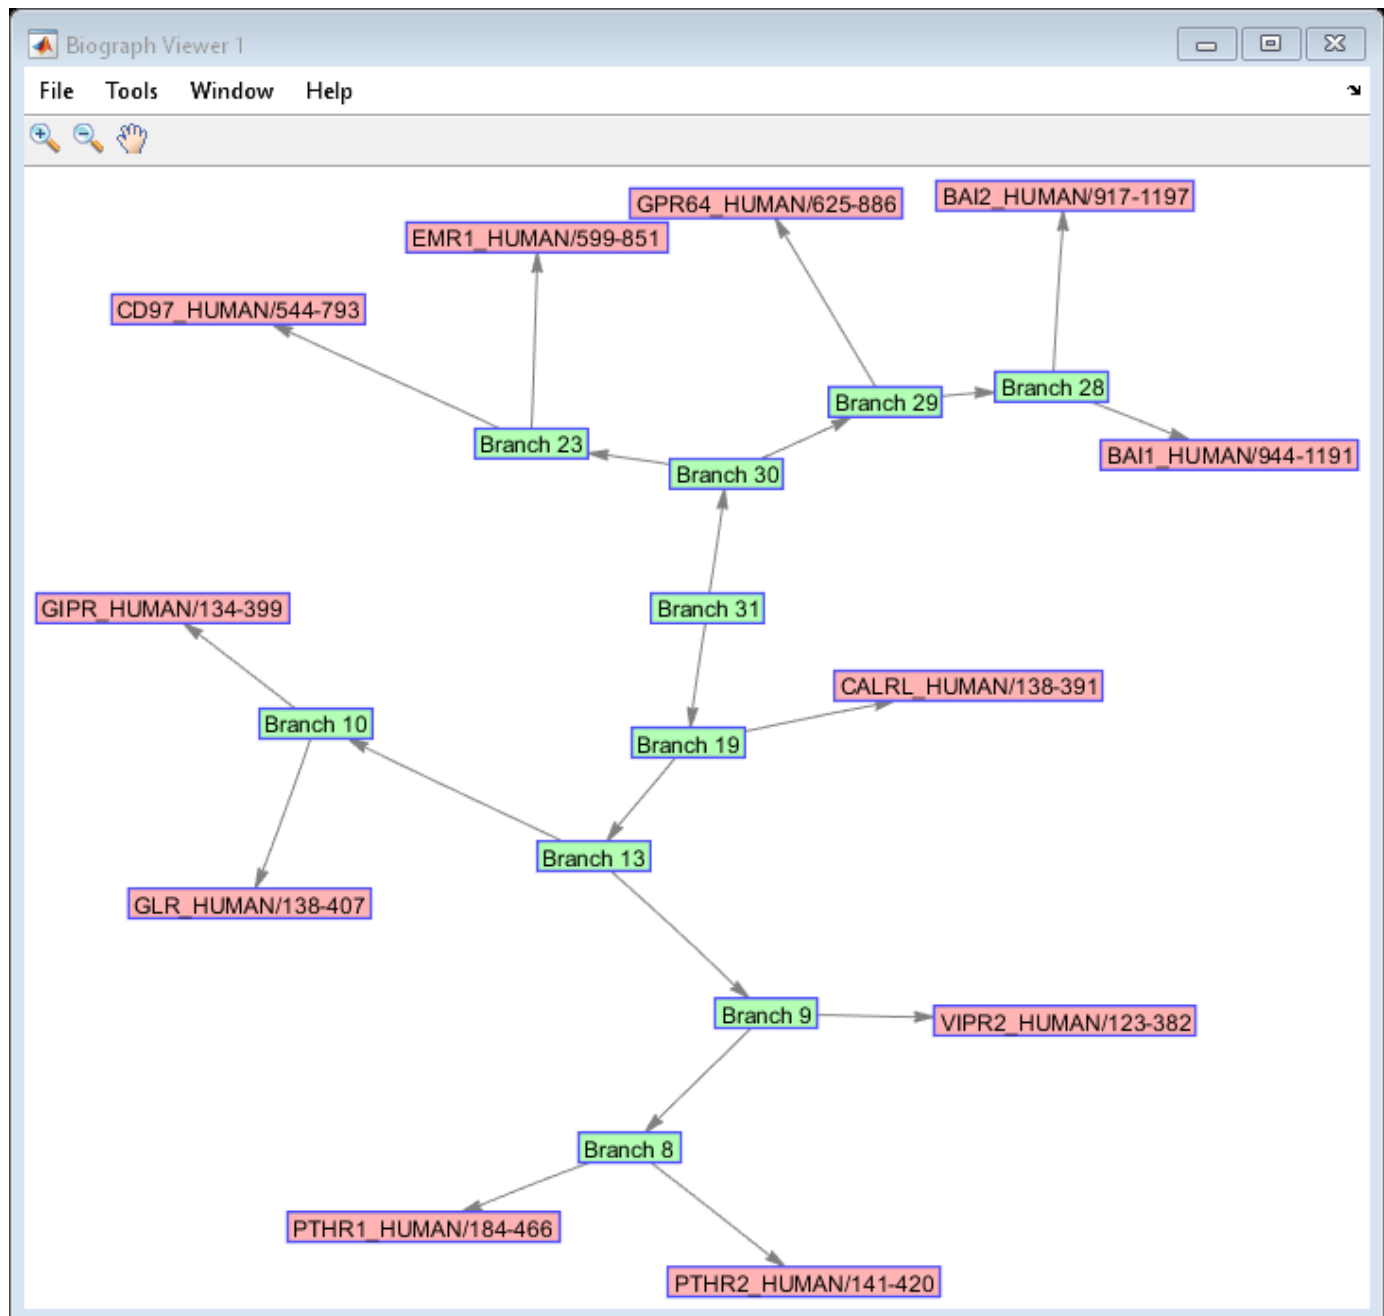 Biograph Viewer 1
File Tools Window Help
BAI2_HUMAN/917-1197
GPR64_HUMAN/625-886
EMR1_HUMAN/599-851
CD97_HUMAN/544-793
Branch 28
Branch 29
Branch 23
BAI1_HUMAN/944-1191
Branch 30
GIPR_HUMAN/134-399
Branch 31
CALRL_HUMAN/138-391
Branch 10
Branch 19
Branch 13
GLR_HUMAN/138-407
Branch 9
VIPR2_HUMAN/123-382
Branch 8
PTHR1_HUMAN/184-466
PTHR2_HUMAN/141-420